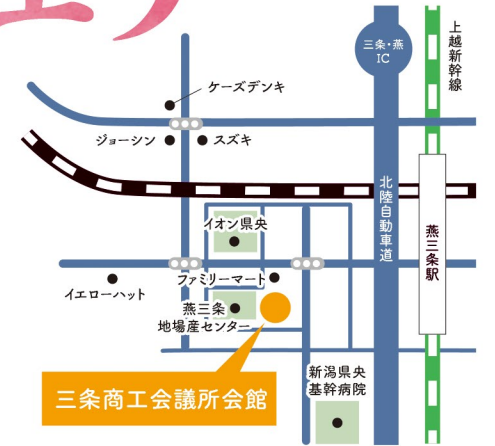 三条・燕
IC
上越新幹線
ケーズデンキ
ジョーシン
スズキ
北陸自動車道
燕三条駅
イオン県央
ファミリーマート
イエローハット
燕三条
地場産センター
三条商工会議所会館
新潟県央
基幹病院